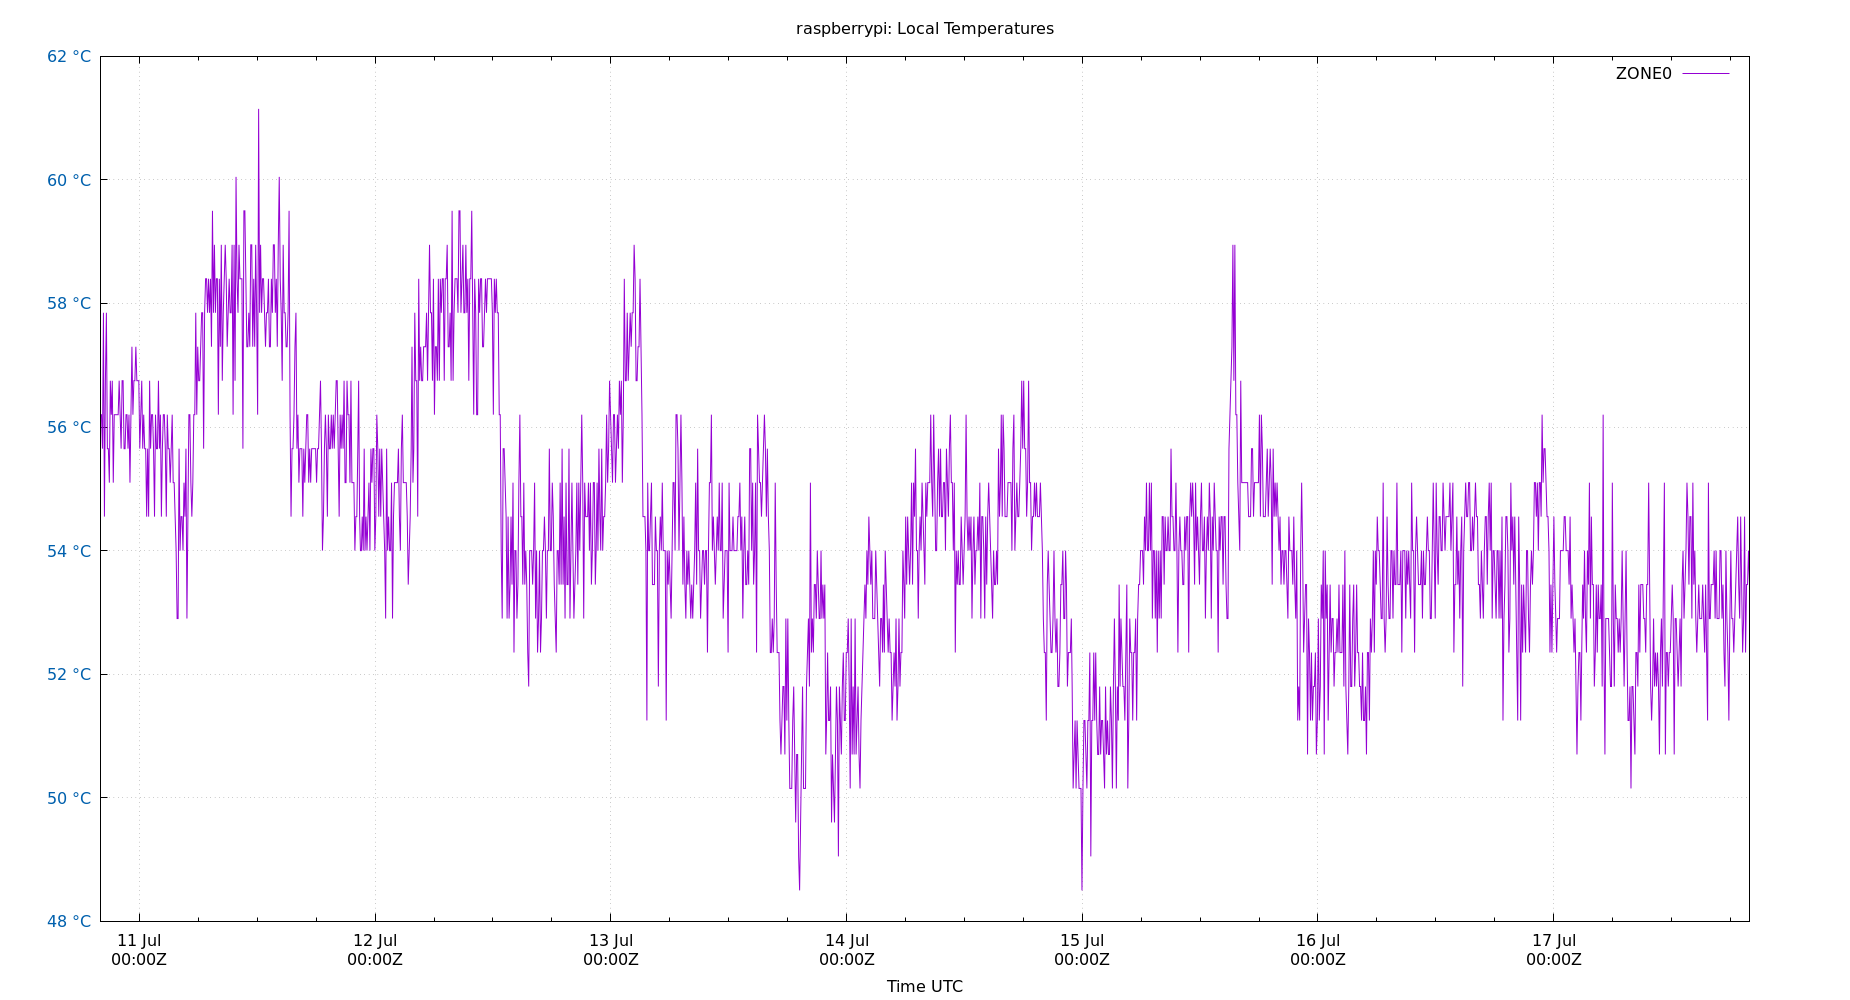 raspberrypi: Local Temperatures
ZONE0
62 °C
60 °C
58 °C
56 °C
54 °C
52 °C
50 °C
48 °C
11 Jul 12 Jul 13 Jul 14 Jul 15 Jul 16 Jul 17 Jul
00:00Z 00:00Z 00:00Z 00:00Z 00:00Z 00:00Z 00:00Z
Time UTC